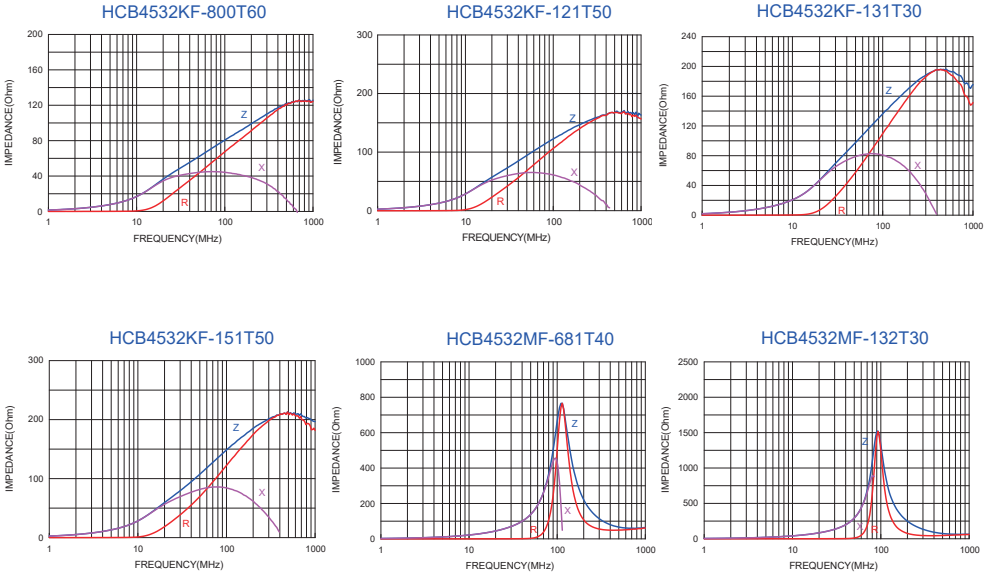 HCB4532KF-800T60
200
160
120
80
40
0
IMPEDANCE(Ohm)
Z
X
R
1
10
100
1000
FREQUENCY(MHz)
HCB4532KF-121T50
300
200
100
0
IMPEDANCE(Ohm)
Z
X
R
1
10
100
1000
FREQUENCY(MHz)
HCB4532KF-131T30
240
200
160
120
80
40
0
IMPEDANCE(Ohm)
Z
X
R
1
10
100
1000
FREQUENCY(MHz)
HCB4532KF-151T50
300
200
100
0
IMPEDANCE(Ohm)
Z
X
R
1
10
100
1000
FREQUENCY(MHz)
HCB4532MF-681T40
1000
800
600
400
200
0
IMPEDANCE(Ohm)
Z
X
R
1
10
100
1000
FREQUENCY(MHz)
HCB4532MF-132T30
2500
2000
1500
1000
500
0
IMPEDANCE(Ohm)
Z
X
R
1
10
100
1000
FREQUENCY(MHz)